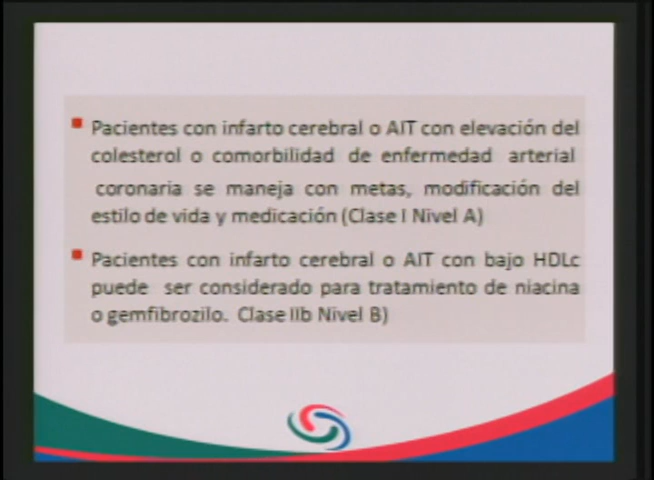 Pacientes con infarto cerebral o AIT con elevación del
colesterol o comorbilidad de enfermedad arterial
coronaria se maneja con metas, modificación del
estilo de vida y medicación (Clase I Nivel A)
Pacientes con infarto cerebral o AIT con bajo HDLc
puede ser considerado para tratamiento de niacina
o gemfibrozilo. Clase IIb Nivel B)